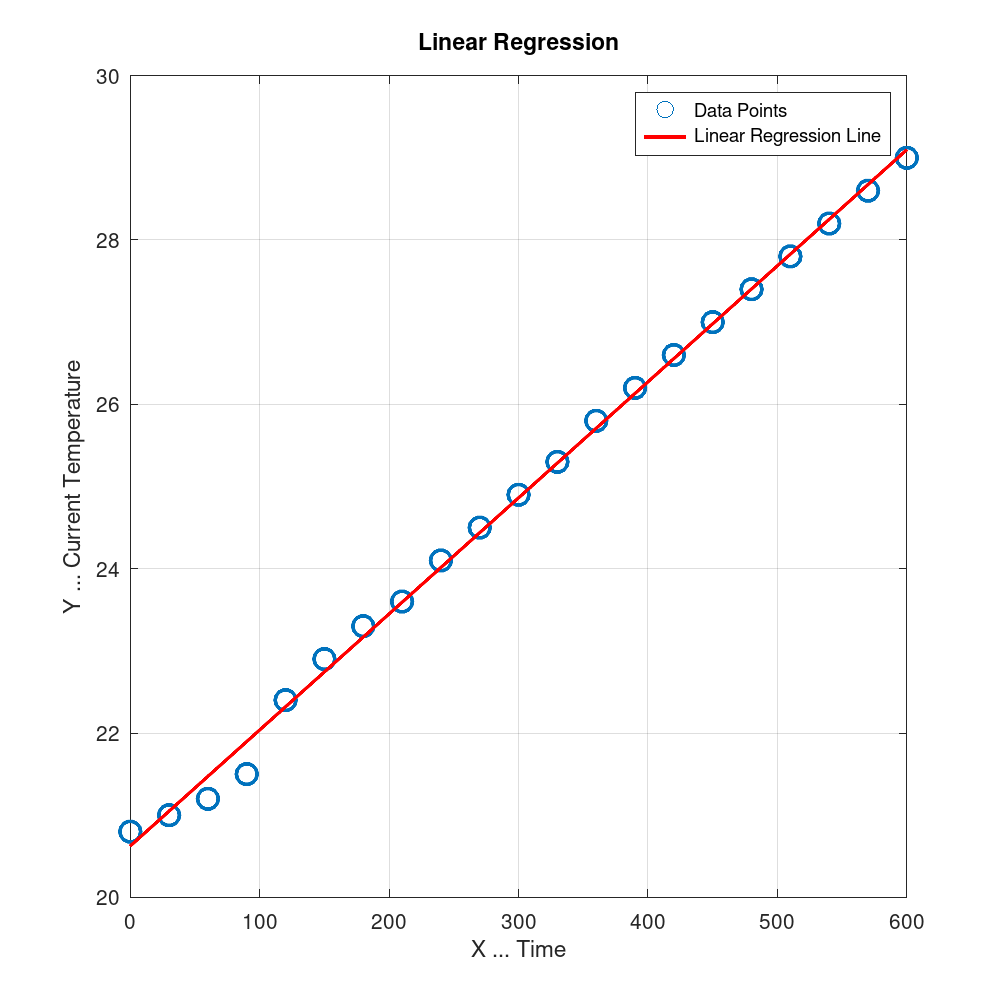 Linear Regression
Data Points
Linear Regression Line
Y ... Current Temperature
30
28
26
24
22
20
0 100 200 300 400 500 600
X ... Time